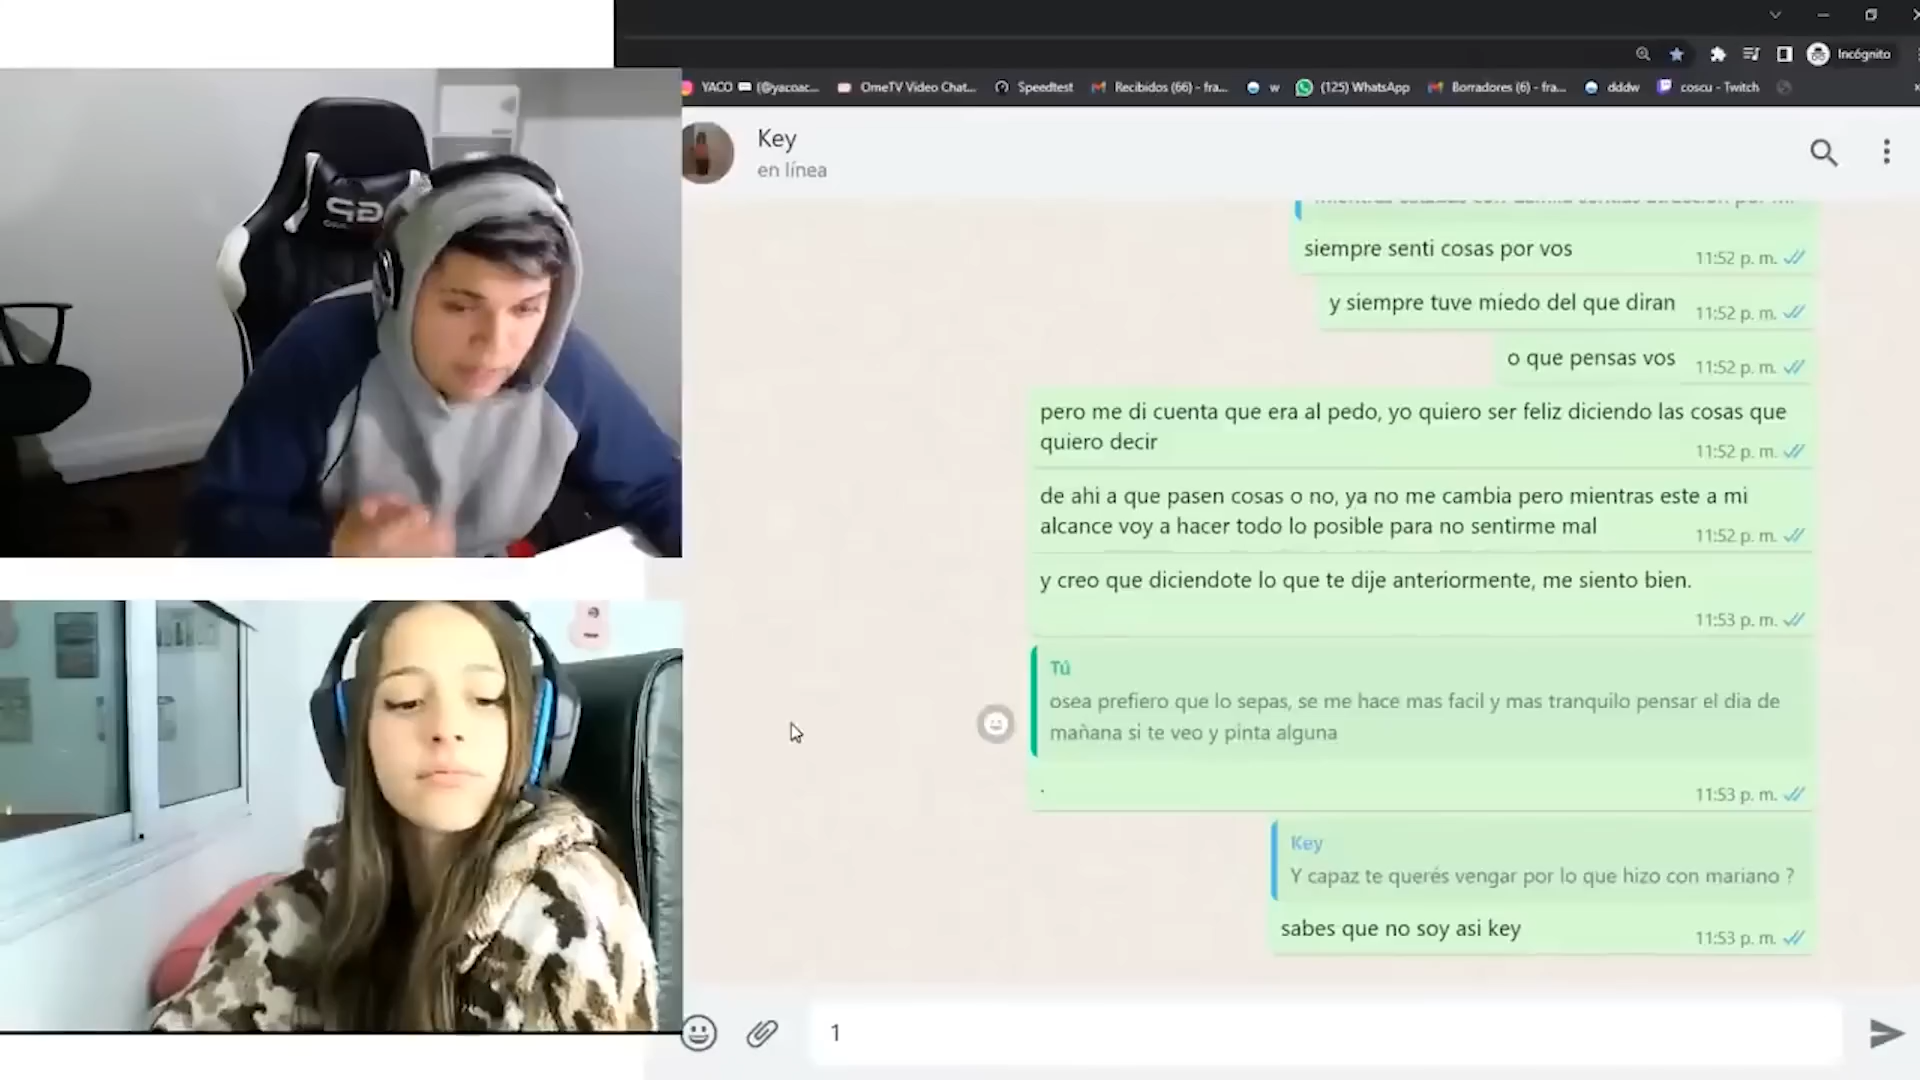 Incógnito
YACO (@yacoac... OmeTV Video Chat... Speedtest Recibidos (66) - fra... w (125) WhatsApp Borradores (6) - fra... dddw coscu - Twitch
Key
en línea
siempre senti cosas por vos
11:52 p. m.
y siempre tuve miedo del que diran
11:52 p. m.
o que pensas vos
11:52 p. m.
pero me di cuenta que era al pedo, yo quiero ser feliz diciendo las cosas que
quiero decir
11:52 p. m.
de ahi a que pasen cosas o no, ya no me cambia pero mientras este a mi
alcance voy a hacer todo lo posible para no sentirme mal
11:52 p. m.
y creo que diciendote lo que te dije anteriormente, me siento bien.
11:53 p. m.
Tú
osea prefiero que lo sepas, se me hace mas facil y mas tranquilo pensar el dia de
mañana si te veo y pinta alguna
.
11:53 p. m.
Key
Y capaz te querés vengar por lo que hizo con mariano ?
sabes que no soy asi key
11:53 p. m.
1